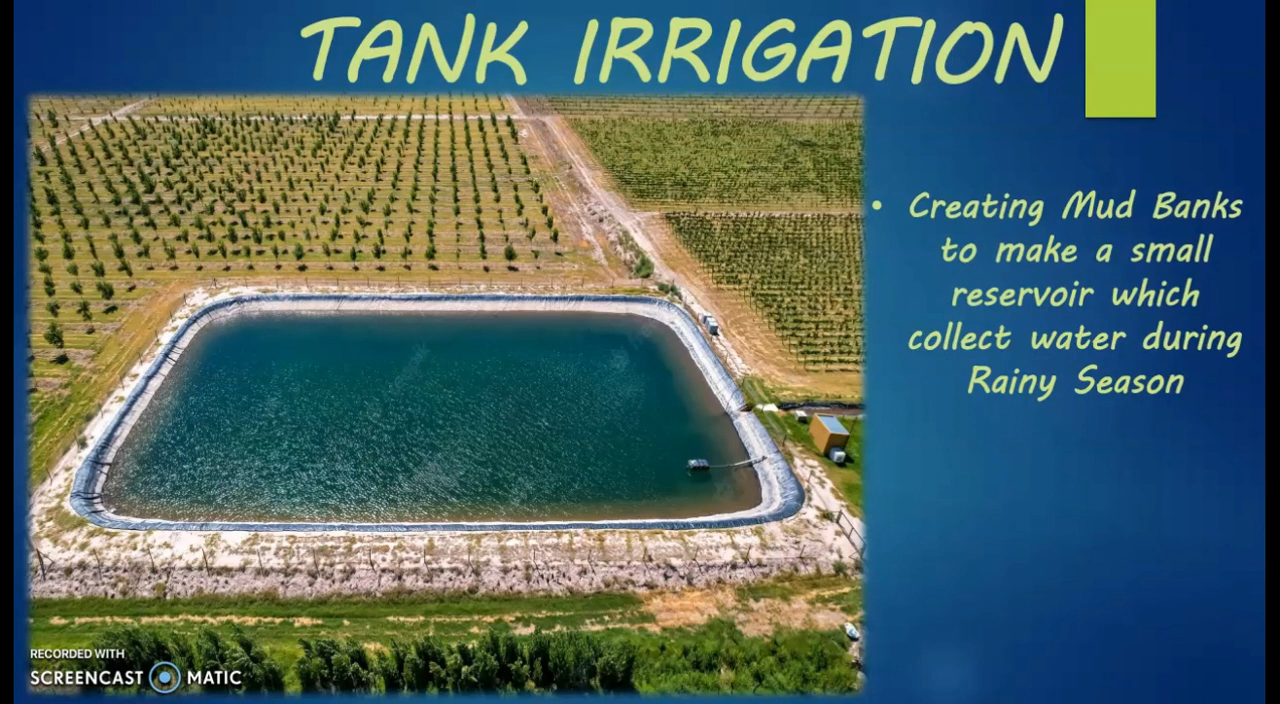 TANK IRRIGATION
• Creating Mud Banks
to make a small
reservoir which
collect water during
Rainy Season
RECORDED WITH
SCREENCAST MATIC